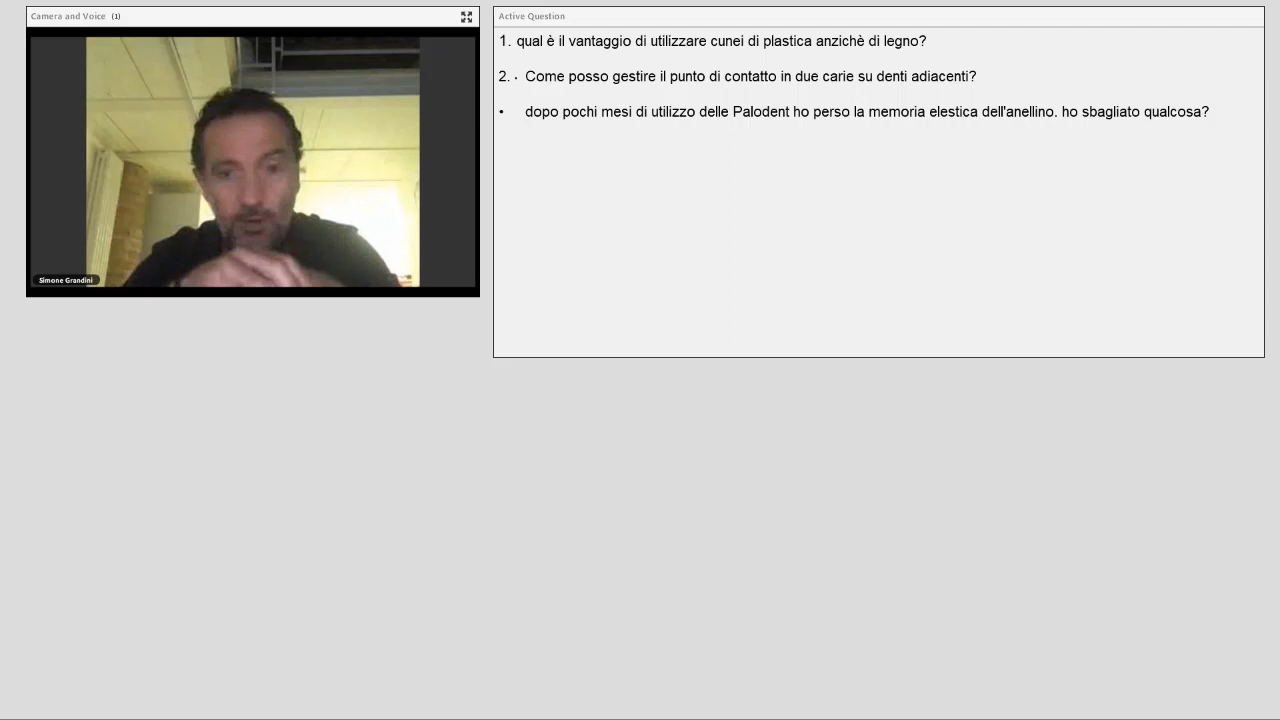 Camera and Voice (1)
Active Question
1. qual è il vantaggio di utilizzare cunei di plastica anzichè di legno?
2. · Come posso gestire il punto di contatto in due carie su denti adiacenti?
• dopo pochi mesi di utilizzo delle Palodent ho perso la memoria elestica dell'anellino. ho sbagliato qualcosa?
Simone Grandini